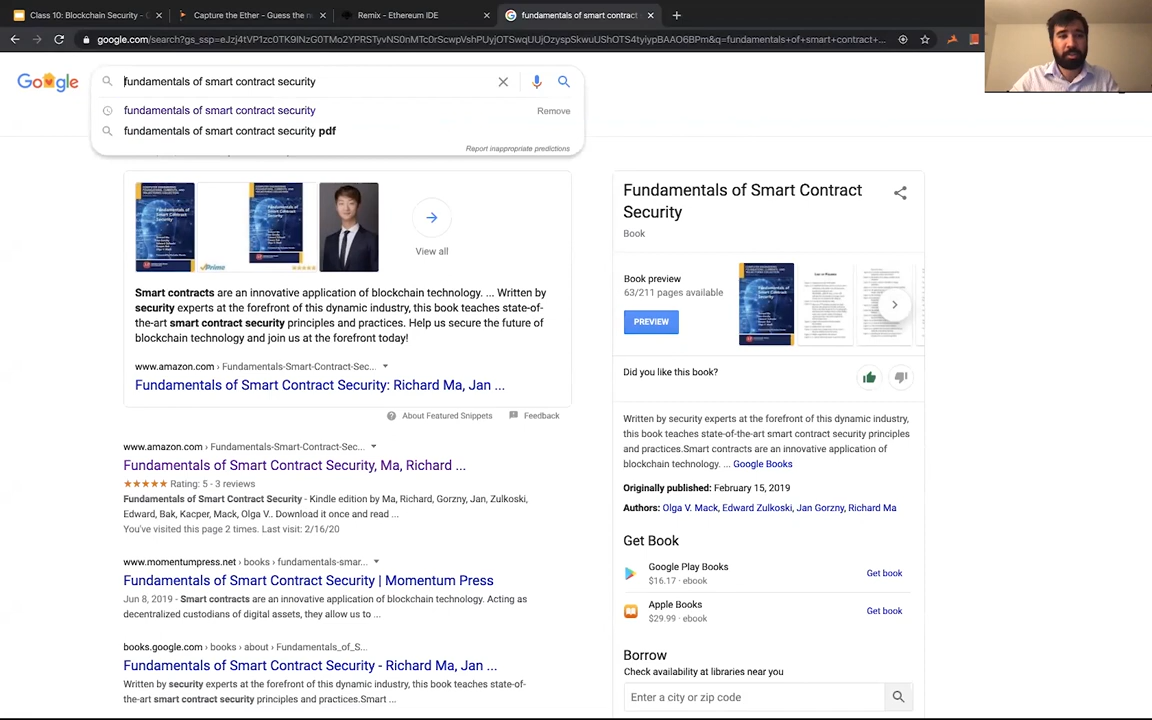 Class 10: Blockchain Security -
Capture the Ether - Guess the
Remix - Ethereum IDE
fundamentals of smart contract
google.com/search?gs_ssp=eJzj4tVP1zc0TK9INzG0TMo2YPRSTyvNS0nMTc0rScwpVshPUyjOTSwqUUjOzyspSkwuUShOTS4tyiypBAAO6BPm&q=fundamentals+of+smart+contract+...
Google
fundamentals of smart contract security
fundamentals of smart contract security
Remove
fundamentals of smart contract security pdf
Report inappropriate predictions
View all
Smart contracts are an innovative application of blockchain technology. ... Written by
security experts at the forefront of this dynamic industry, this book teaches state-of-
the-art smart contract security principles and practices. Help us secure the future of
blockchain technology and join us at the forefront today!
www.amazon.com › Fundamentals-Smart-Contract-Sec...
Fundamentals of Smart Contract Security: Richard Ma, Jan ...
About Featured Snippets
Feedback
www.amazon.com › Fundamentals-Smart-Contract-Sec...
Fundamentals of Smart Contract Security, Ma, Richard ...
Rating: 5 - 3 reviews
Fundamentals of Smart Contract Security - Kindle edition by Ma, Richard, Gorzny, Jan, Zulkoski,
Edward, Bak, Kacper, Mack, Olga V.. Download it once and read ...
You've visited this page 2 times. Last visit: 2/16/20
www.momentumpress.net › books › fundamentals-smar...
Fundamentals of Smart Contract Security | Momentum Press
Jun 8, 2019 - Smart contracts are an innovative application of blockchain technology. Acting as
decentralized custodians of digital assets, they allow us to ...
books.google.com › books › about › Fundamentals_of_S...
Fundamentals of Smart Contract Security - Richard Ma, Jan ...
Written by security experts at the forefront of this dynamic industry, this book teaches state-of-
the-art smart contract security principles and practices.Smart ...
Fundamentals of Smart Contract
Security
Book
Book preview
63/211 pages available
PREVIEW
Did you like this book?
Written by security experts at the forefront of this dynamic industry,
this book teaches state-of-the-art smart contract security principles
and practices.Smart contracts are an innovative application of
blockchain technology. ... Google Books
Originally published: February 15, 2019
Authors: Olga V. Mack, Edward Zulkoski, Jan Gorzny, Richard Ma
Get Book
Google Play Books
$16.17 · ebook
Get book
Apple Books
$29.99 · ebook
Get book
Borrow
Check availability at libraries near you
Enter a city or zip code